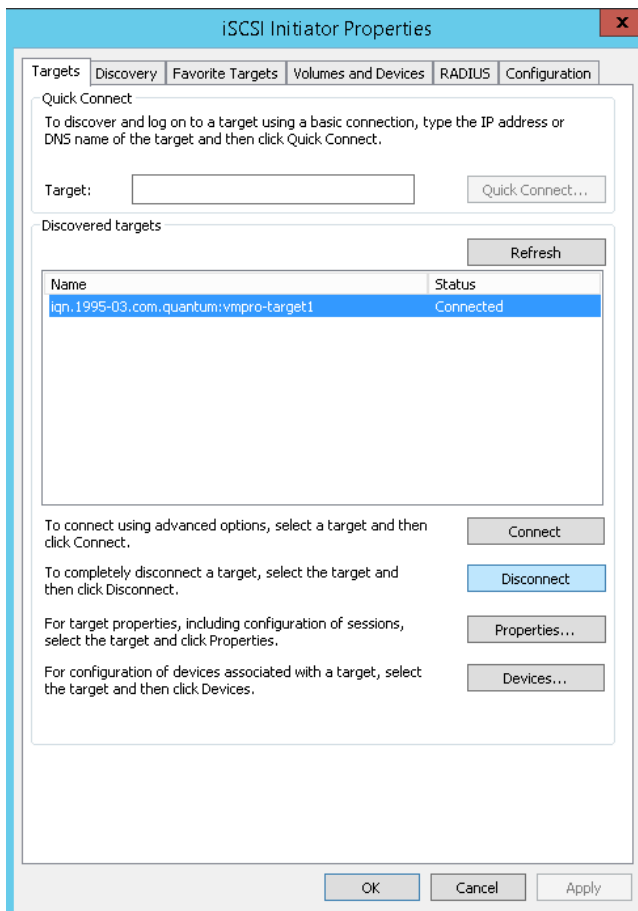 iSCSI Initiator Properties
x
Targets Discovery Favorite Targets Volumes and Devices RADIUS Configuration
Quick Connect
To discover and log on to a target using a basic connection, type the IP address or
DNS name of the target and then click Quick Connect.
Target: Quick Connect...
Discovered targets
Refresh
Name Status
iqn.1995-03.com.quantum:vmpro-target1 Connected
To connect using advanced options, select a target and then
click Connect.
Connect
To completely disconnect a target, select the target and
then click Disconnect.
Disconnect
For target properties, including configuration of sessions,
select the target and click Properties.
Properties...
For configuration of devices associated with a target, select
the target and then click Devices.
Devices...
OK Cancel Apply